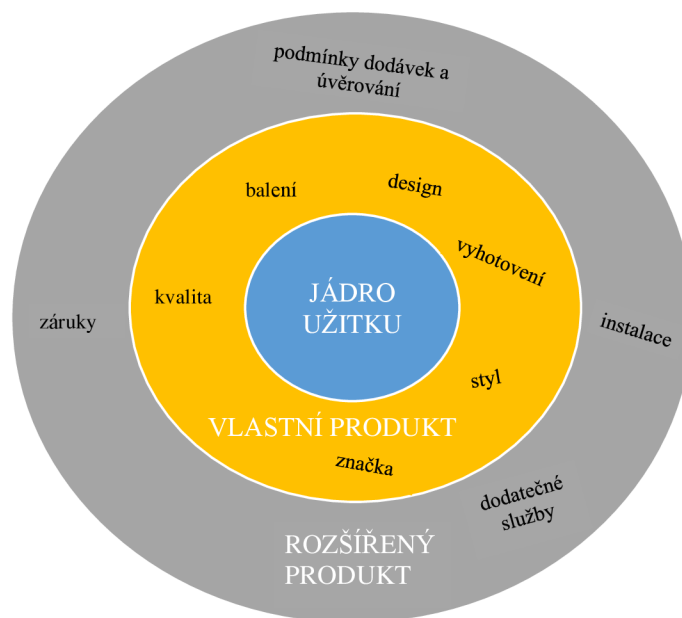 podmínky dodávek a
úvěrování
balení
design
vyhotovení
kvalita
JÁDRO
UŽITKU
záruky
instalace
styl
VLASTNÍ PRODUKT
značka
dodatečné
služby
ROZŠÍŘENÝ
PRODUKT